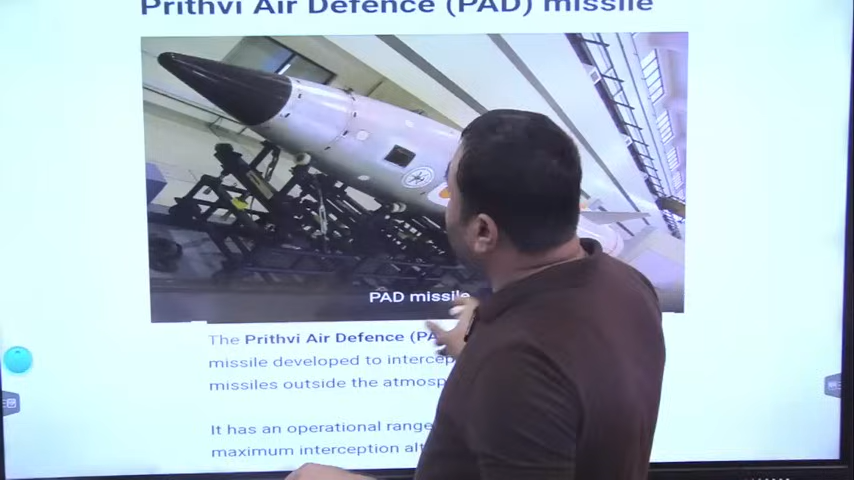 Prithvi Air Defence (PAD) missile
PAD missile
The Prithvi Air Defence (PA
missile developed to intercep
missiles outside the atmosp
It has an operational range
maximum interception alt